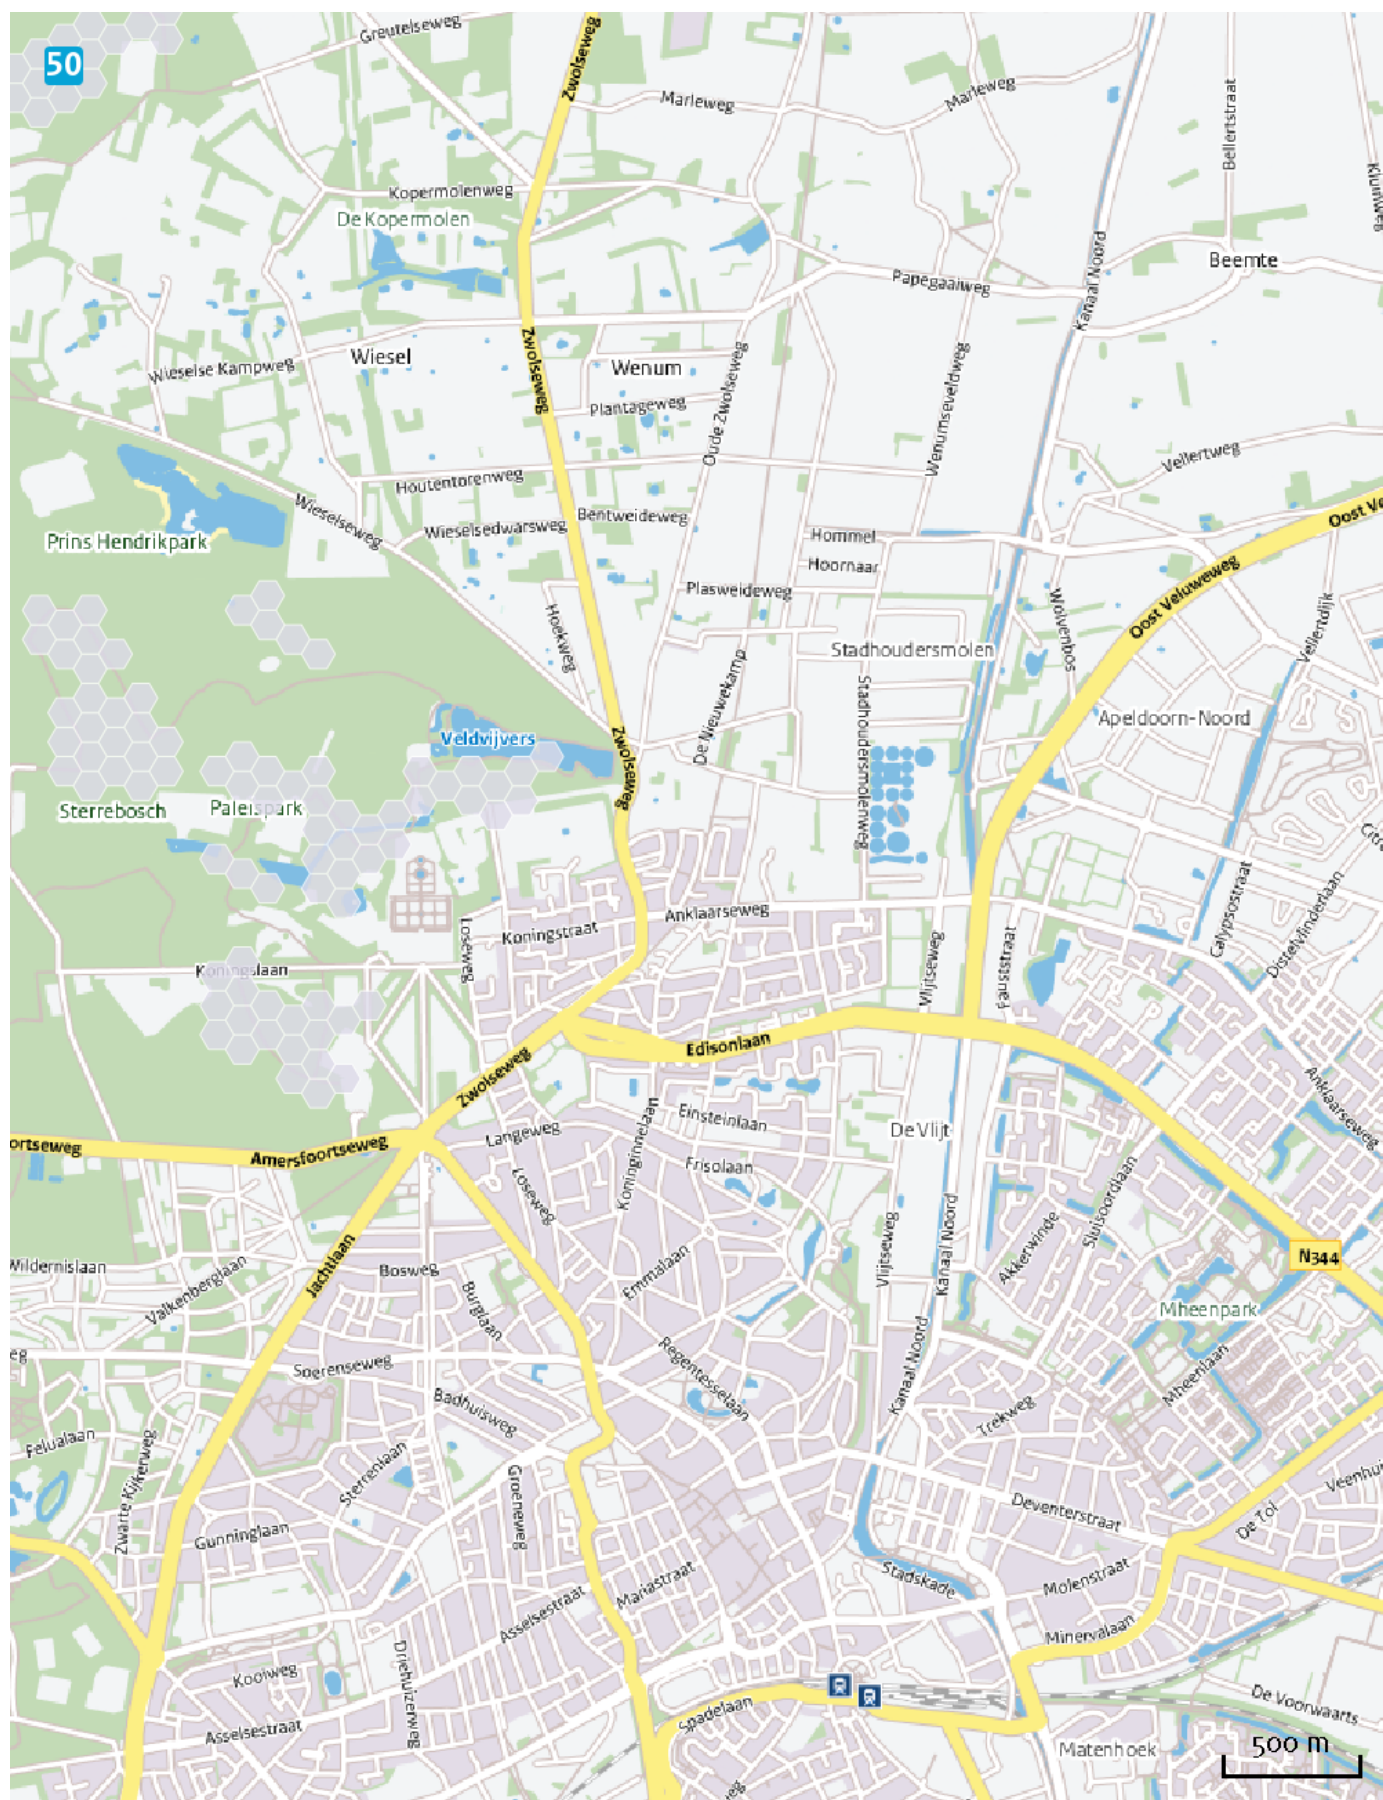 Greutelseweg
Zwolseweg
50
Marleweg
Marleweg
Bellertstraat
Kopermolenweg
De Kopermolen
Kanaal Noord
Beemte
Papegaaiweg
Wiesel
Wieselse Kampweg
Zwolseweg
Wenum
Plantageweg
Oude Zwolseweg
Wenumseveldweg
Vellertweg
Houtentorenweg
Wieselseweg
Wieselsedwarsweg
Bentweideweg
Oost Ve
Prins Hendrikpark
Hommel
Hoornaar
Oost Veluweweg
Plasweideweg
Hoekweg
Wolvenbos
Vellertdijk
Stadhoudersmolen
De Nieuwekamp
Stadhoudersmolenweg
Apeldoorn-Noord
Veldvijvers
Zwolseweg
Sterrebosch
Paleispark
Anklaarseweg
Koningstraat
Loseweg
Calypsostraat
Distelvlinderlaan
Koningslaan
Vlijtseweg
Fauststraat
Edisonlaan
Zwolseweg
Anklaarseweg
Einsteinlaan
Langeweg
De Vlijt
ortseweg
Amersfoortseweg
Koninginnelaan
Frisolaan
Loseweg
Sluisoordlaan
Vlijtseweg
Kanaal Noord
Akkerwinde
N344
Wildernislaan
Jachtlaan
Bosweg
Emmalaan
Valkenberglaan
Burglaan
Mheenpark
Soerenseweg
Regentesselaan
Kanaal Noord
Mheenlaan
Badhuisweg
Trekweg
Felualaan
Zwarte Kijkerweg
Sterrenlaan
Groeneweg
Deventerstraat
De Tol
Gunninglaan
Stadskade
Molenstraat
Mariastraat
Asselsestraat
Minervalaan
Driehuizerweg
Kooiweg
Spadelaan
De Voorwaarts
Asselsestraat
Matenhoek
500 m